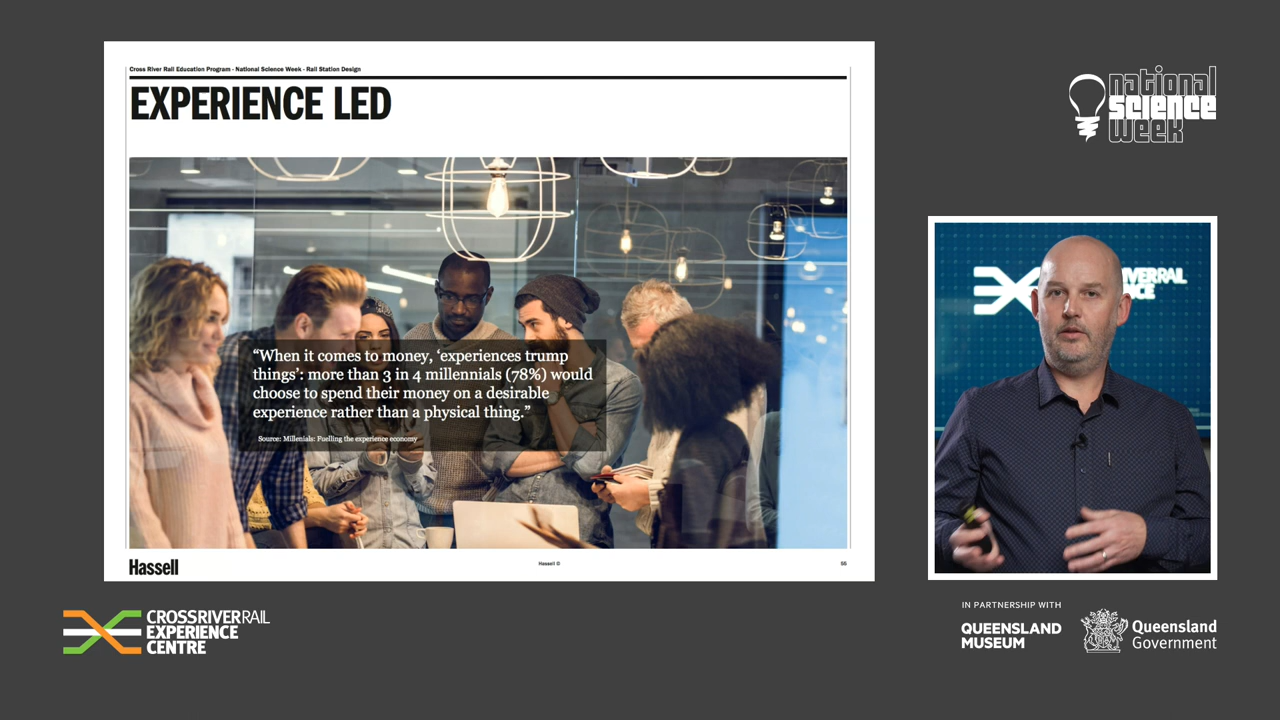 Cross River Rail Education Program - National Science Week - Rail Station Design
EXPERIENCE LED
“When it comes to money, ‘experiences trump
things’: more than 3 in 4 millennials (78%) would
choose to spend their money on a desirable
experience rather than a physical thing.”
Source: Millenials: Fuelling the experience economy
Hassell
Hassell ©
56
national
science
week
CROSSRIVERRAIL
EXPERIENCE
CENTRE
IN PARTNERSHIP WITH
QUEENSLAND
MUSEUM
Queensland
Government